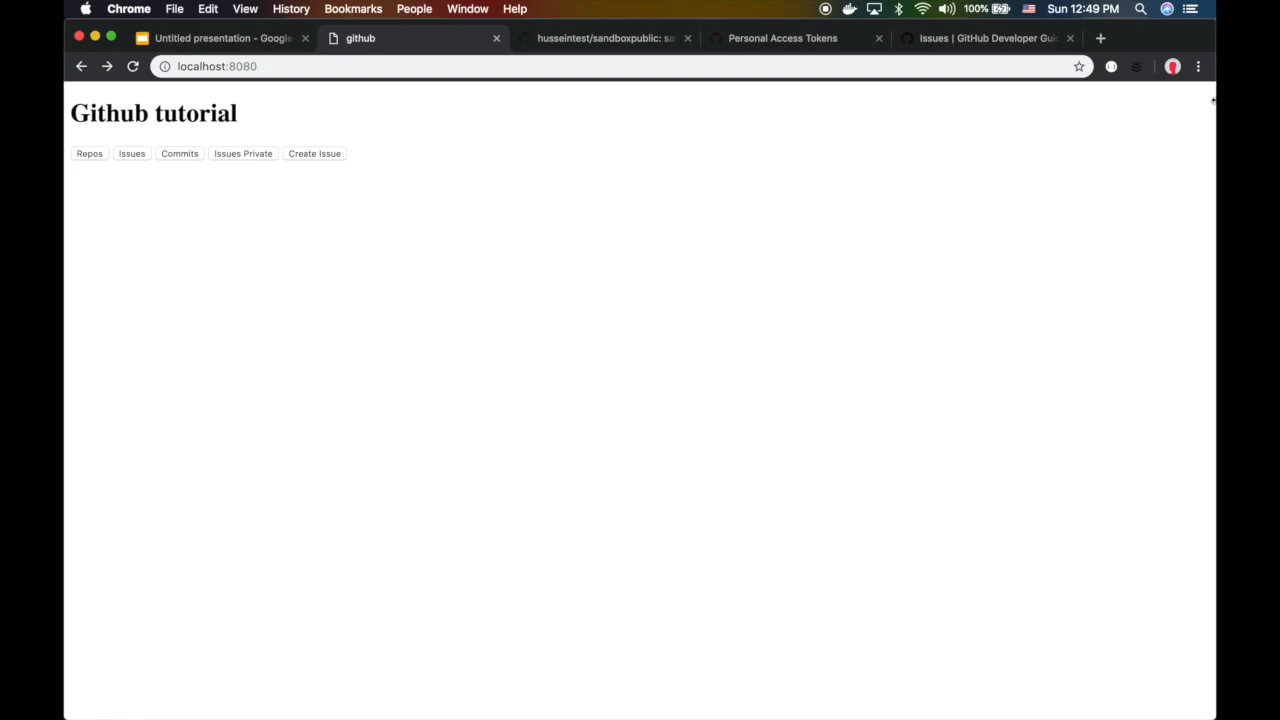 Chrome File Edit View History Bookmarks People Window Help 100% Sun 12:49 PM
Untitled presentation - Google github husseintest/sandboxpublic: sa Personal Access Tokens Issues | GitHub Developer Gui
localhost:8080
Github tutorial
Repos Issues Commits Issues Private Create Issue